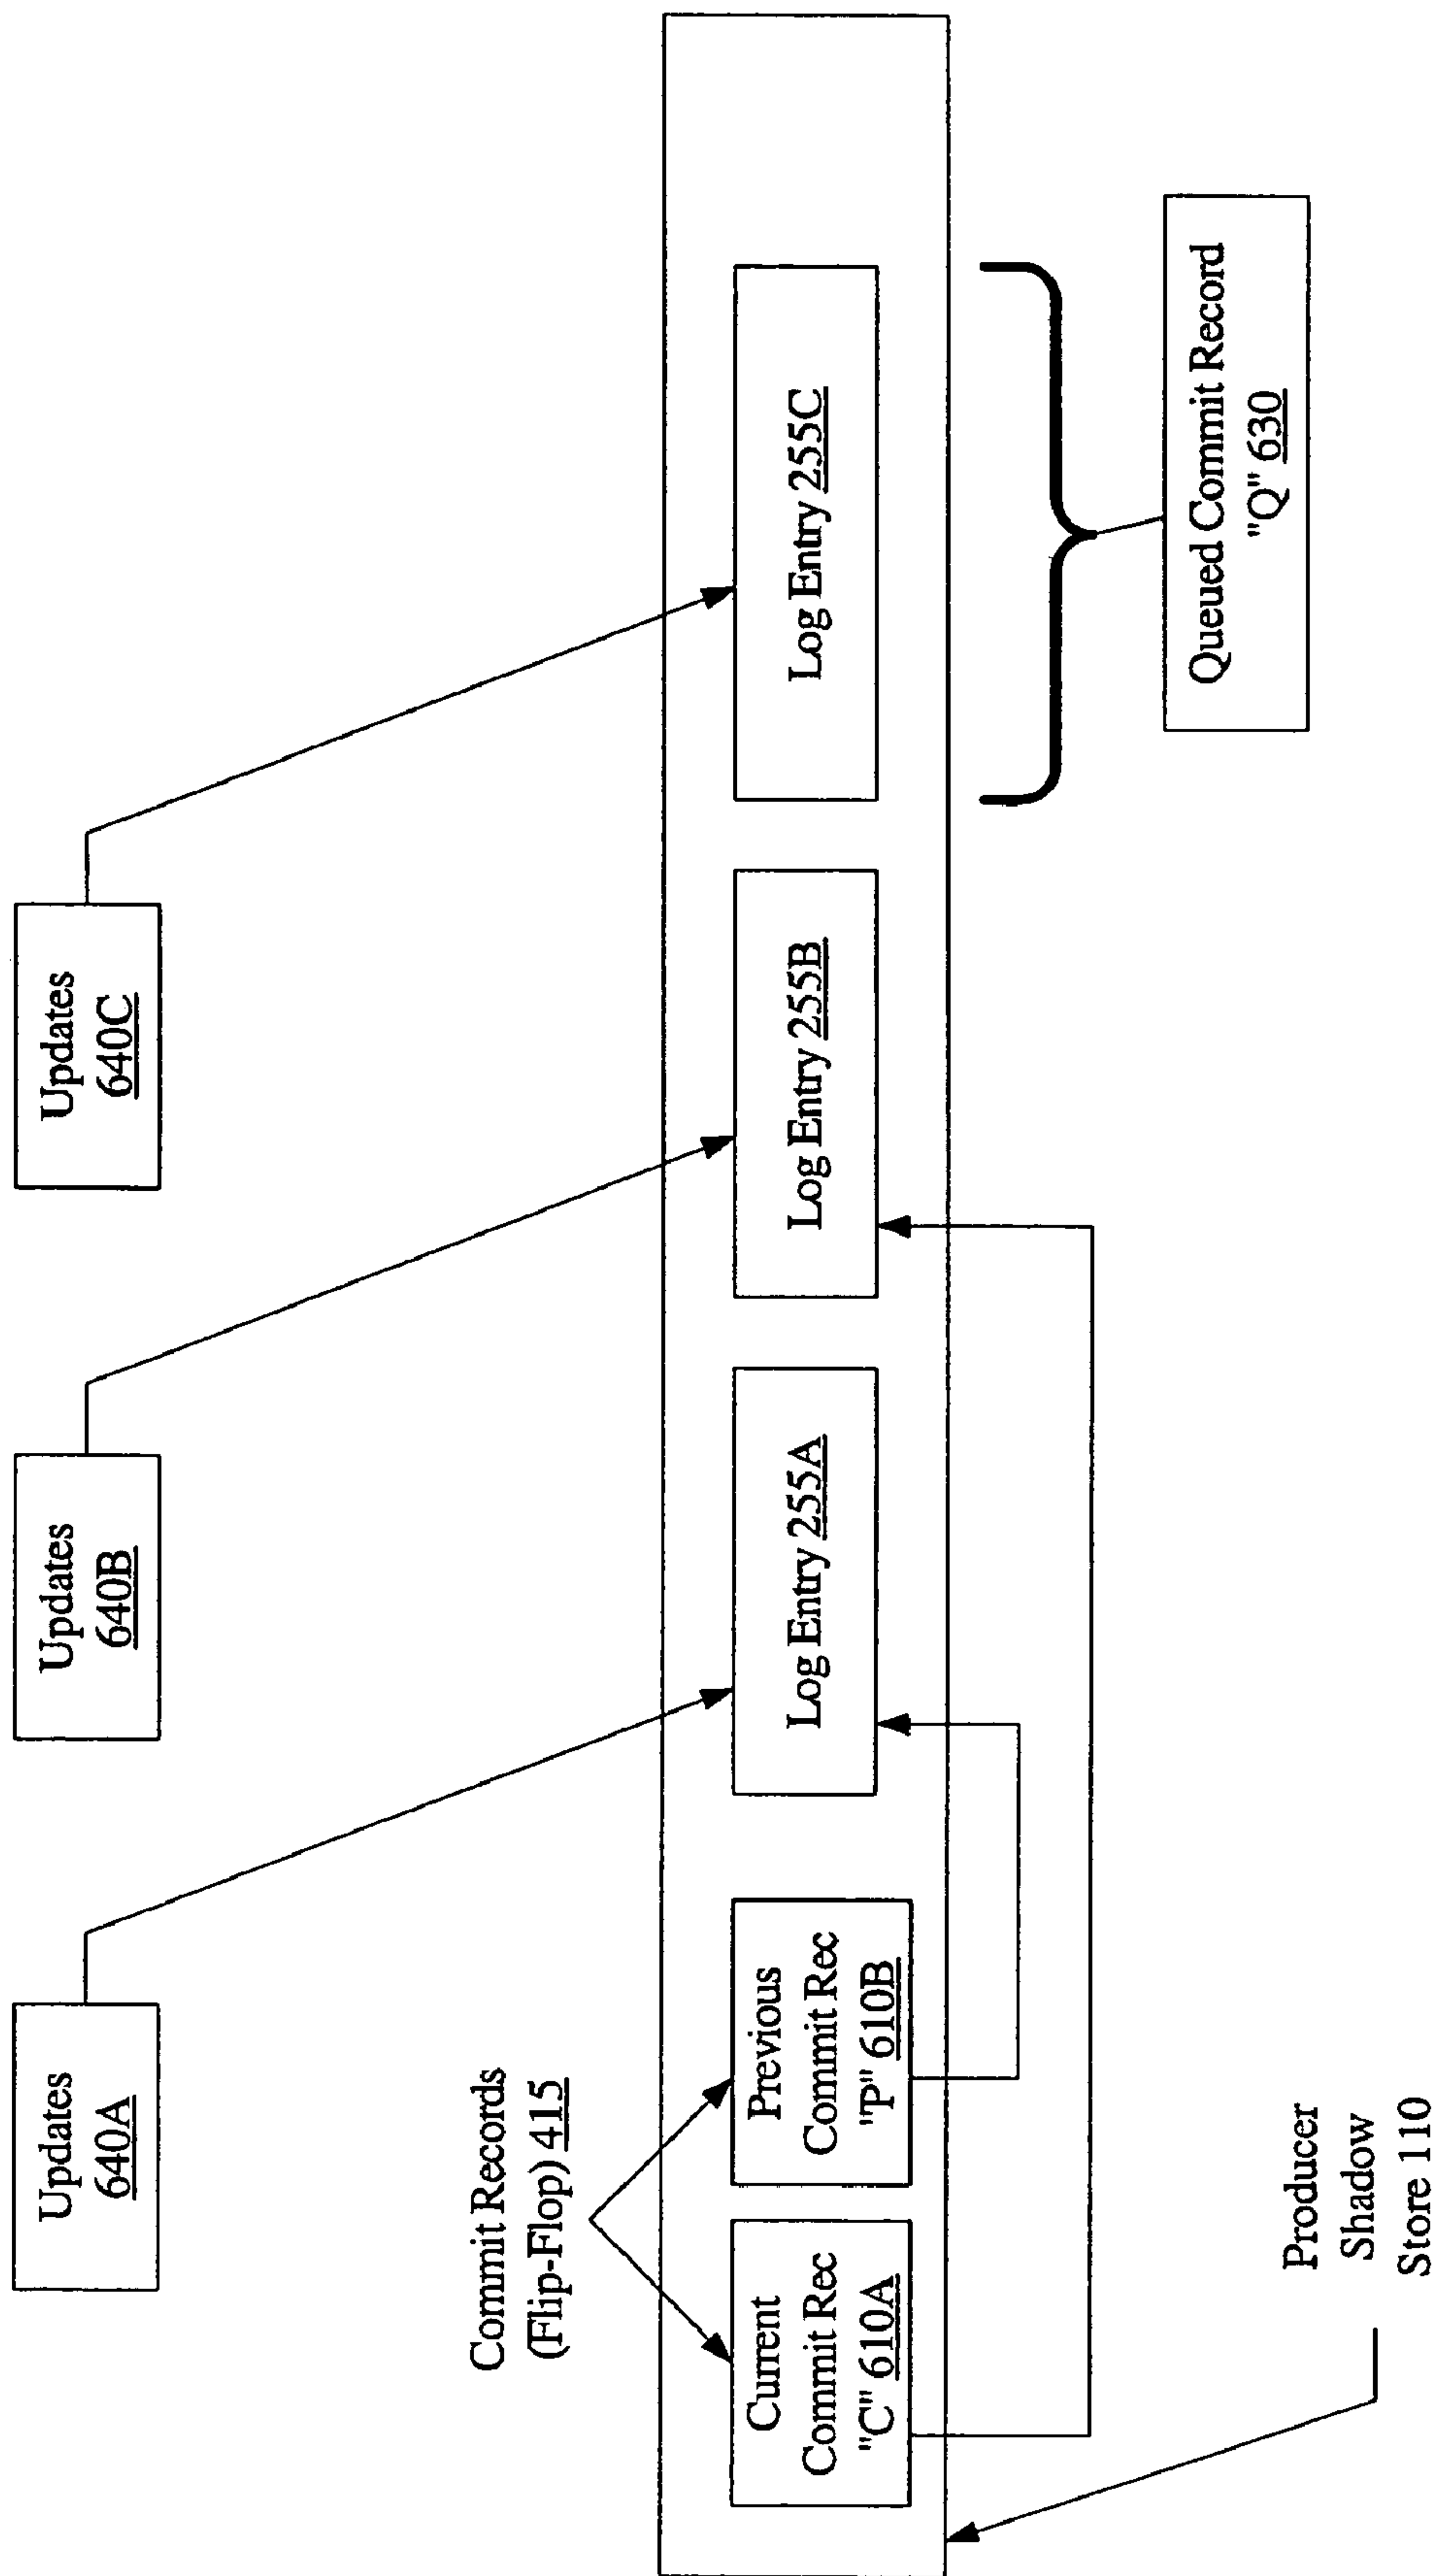 Updates
640A
Updates
640B
Updates
640C
Commit Records
(Flip-Flop) 415
Current
Commit Rec
"C" 610A
Previous
Commit Rec
"P" 610B
Log Entry 255A
Log Entry 255B
Log Entry 255C
Queued Commit Record
"Q" 630
Producer
Shadow
Store 110